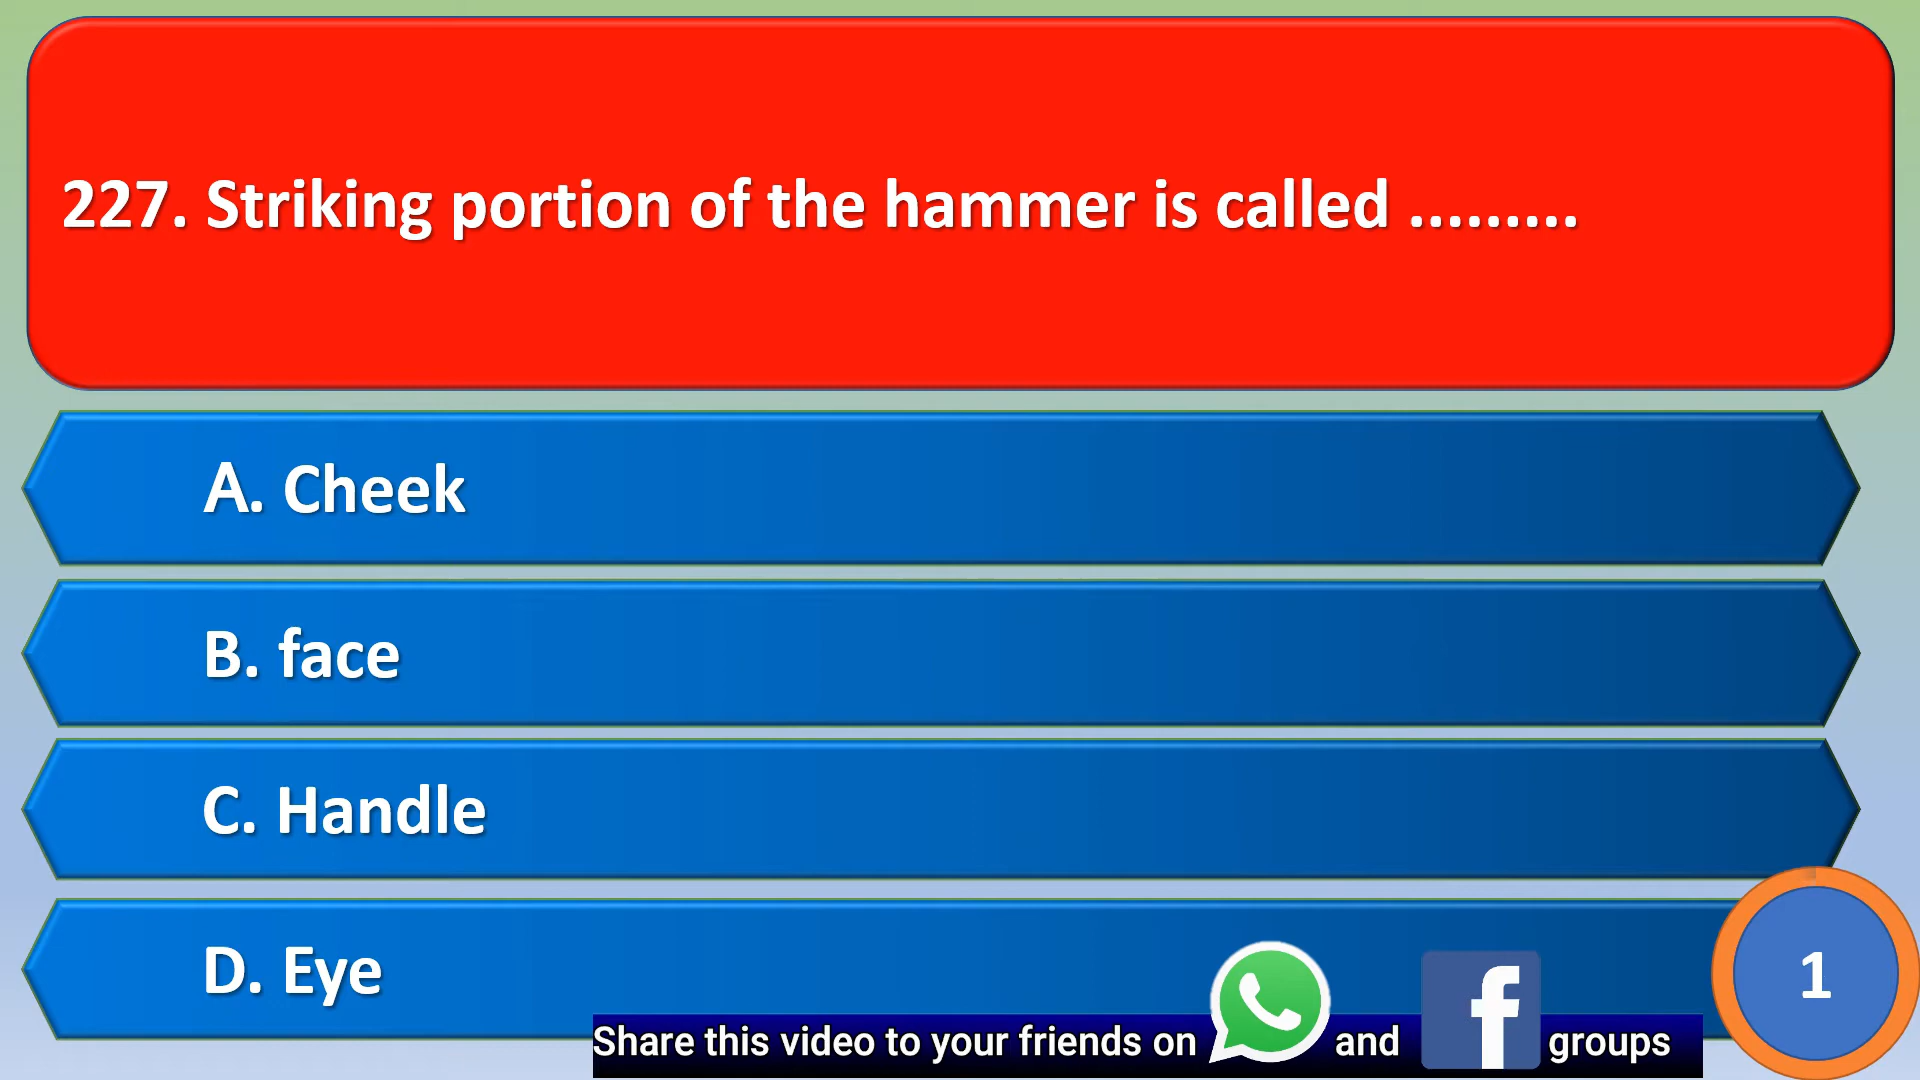 227. Striking portion of the hammer is called .........
A. Cheek
B. face
C. Handle
D. Eye
1
Share this video to your friends on and f groups